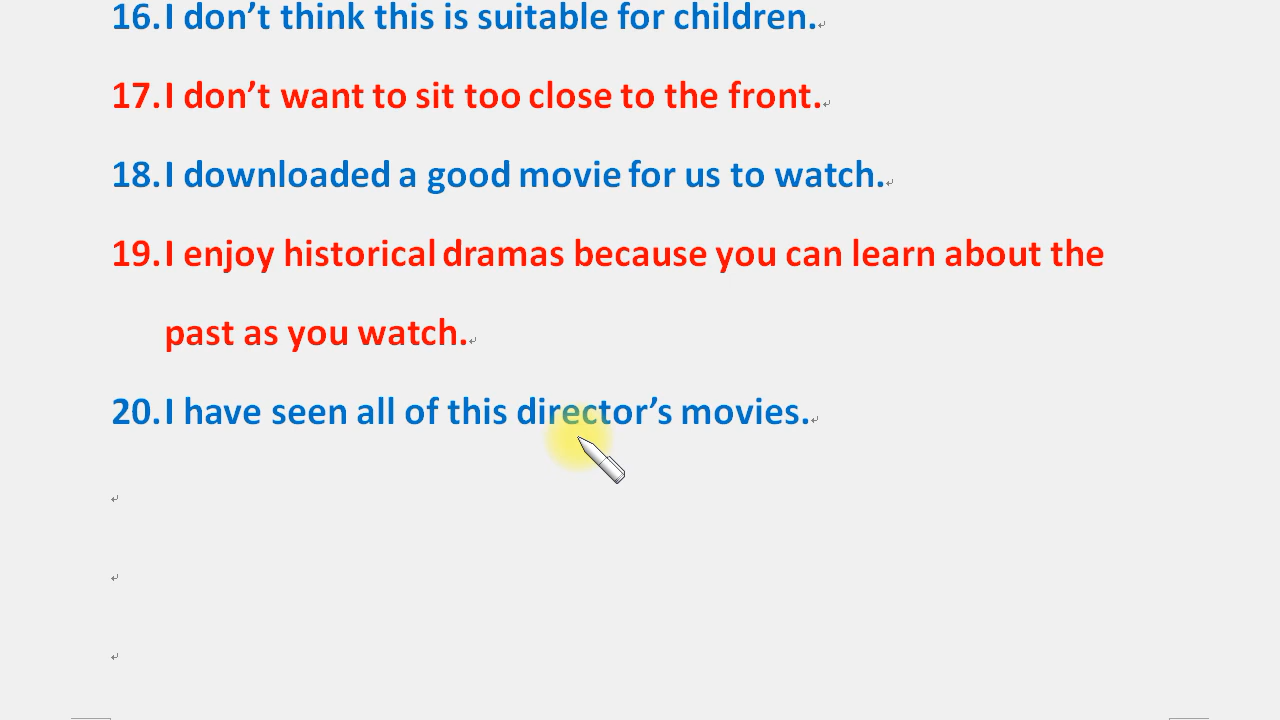 16. I don’t think this is suitable for children.
17. I don’t want to sit too close to the front.
18. I downloaded a good movie for us to watch.
19. I enjoy historical dramas because you can learn about the
past as you watch.
20. I have seen all of this director’s movies.